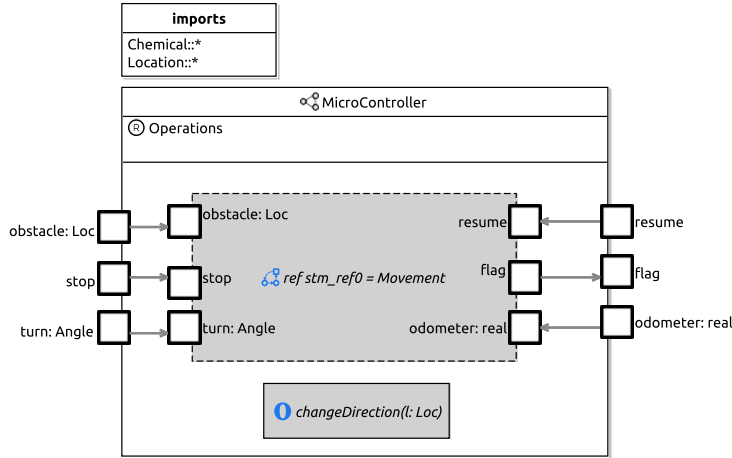 imports
Chemical::*
Location::*
MicroController
R Operations
obstacle: Loc
obstacle: Loc
resume
resume
stop
stop
ref stm_ref0 = Movement
flag
flag
turn: Angle
turn: Angle
odometer: real
odometer: real
O changeDirection(l: Loc)